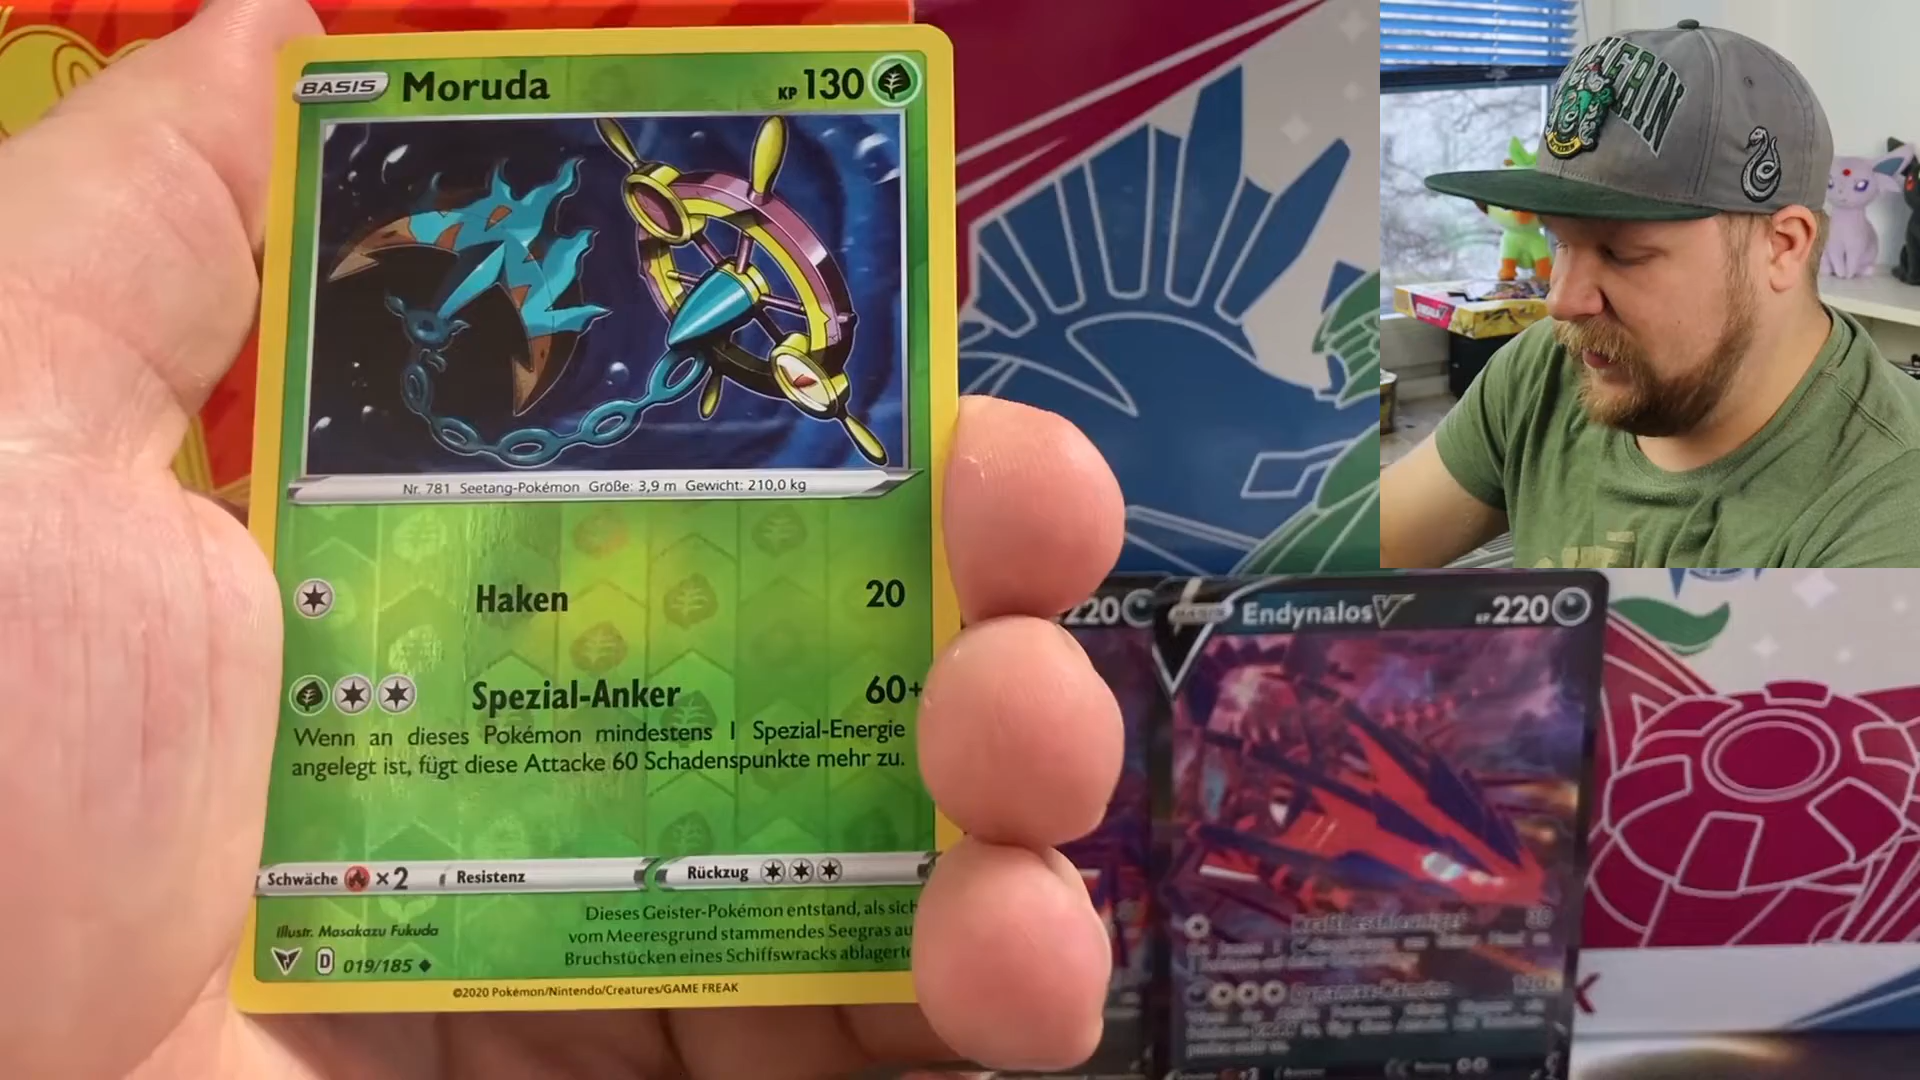 BASIS Moruda KP 130
Nr. 781 Seetang-Pokémon Größe: 3,9 m Gewicht: 210,0 kg
Haken 20
Spezial-Anker 60+
Wenn an dieses Pokémon mindestens 1 Spezial-Energie
angelegt ist, fügt diese Attacke 60 Schadenspunkte mehr zu.
Schwäche ×2 Resistenz Rückzug
Illustr. Masakazu Fukuda
Dieses Geister-Pokémon entstand, als sich
vom Meeresgrund stammendes Seegras
Bruchstücken eines Schiffswracks
D 019/185
©2020 Pokémon/Nintendo/Creatures/GAME FREAK
220
Endynalos V 220